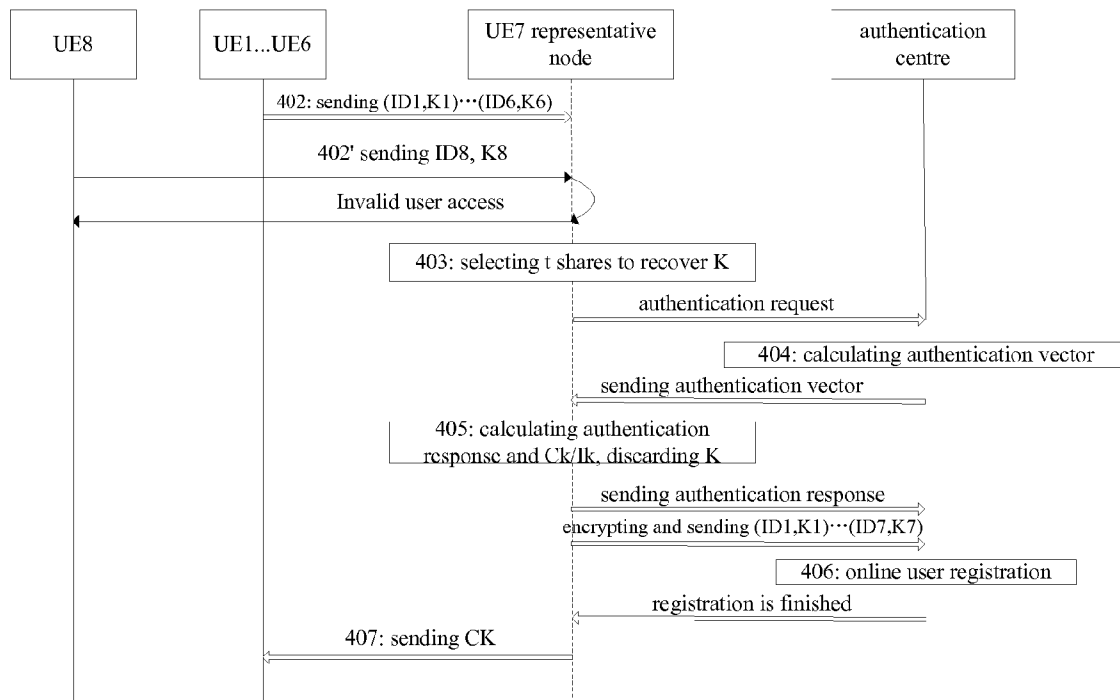 UE8
UE1...UE6
UE7 representative
node
authentication
centre
402: sending (ID1,K1)···(ID6,K6)
402' sending ID8, K8
Invalid user access
403: selecting t shares to recover K
authentication request
404: calculating authentication vector
sending authentication vector
405: calculating authentication
response and Ck/Ik, discarding K
sending authentication response
encrypting and sending (ID1,K1)···(ID7,K7)
406: online user registration
registration is finished
407: sending CK